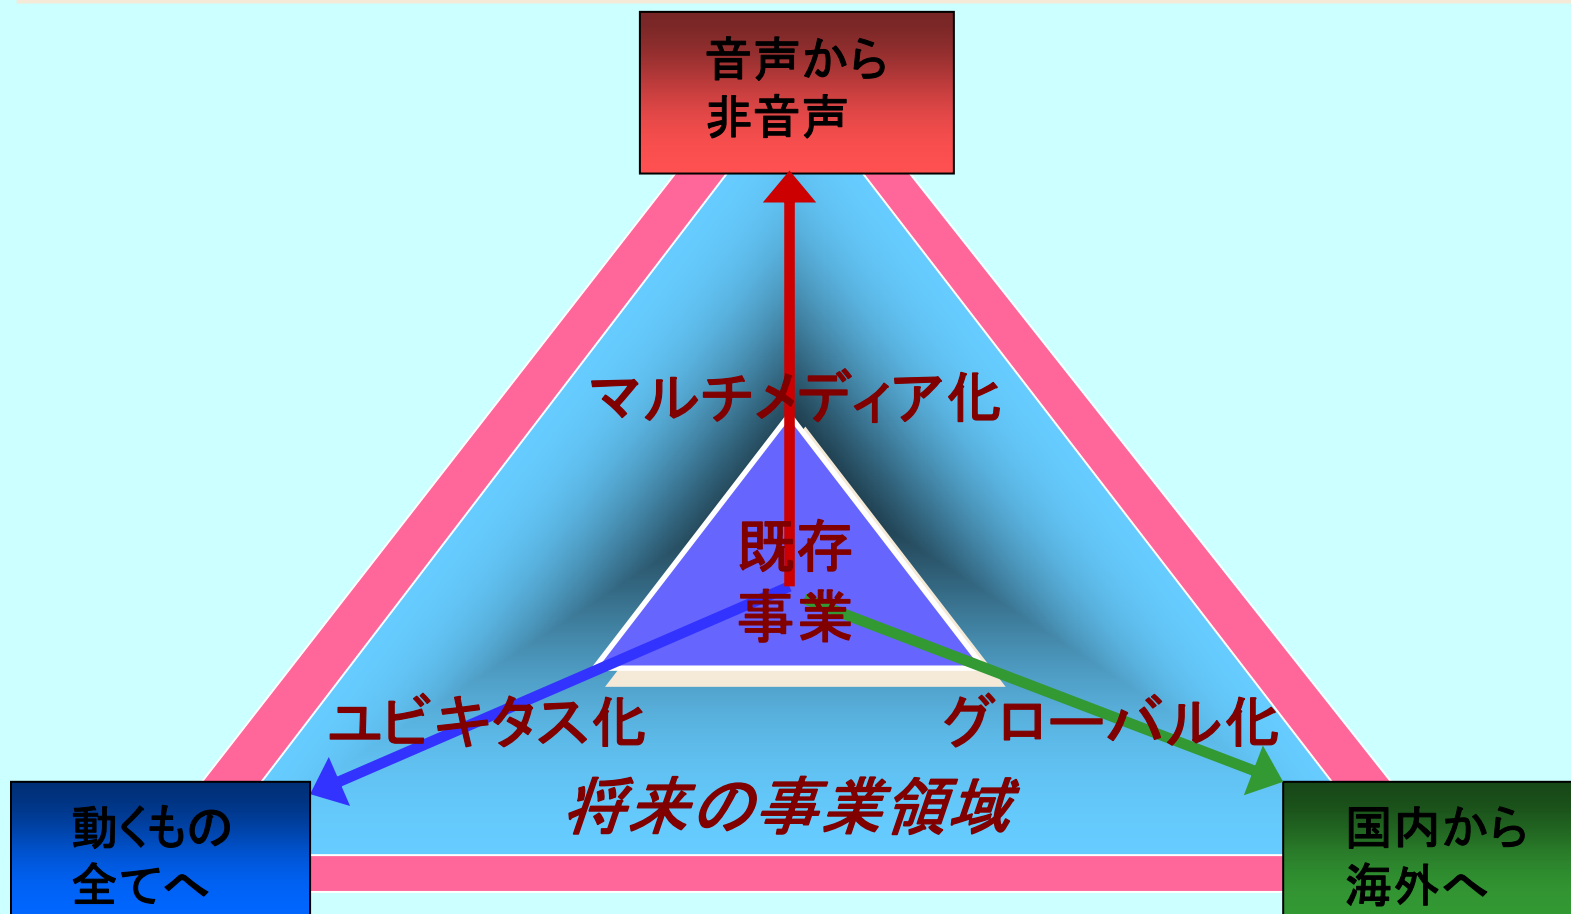 音声から
非音声
マルチメディア化
既存
事業
ユビキタス化
グローバル化
将来の事業領域
動くもの
全てへ
国内から
海外へ